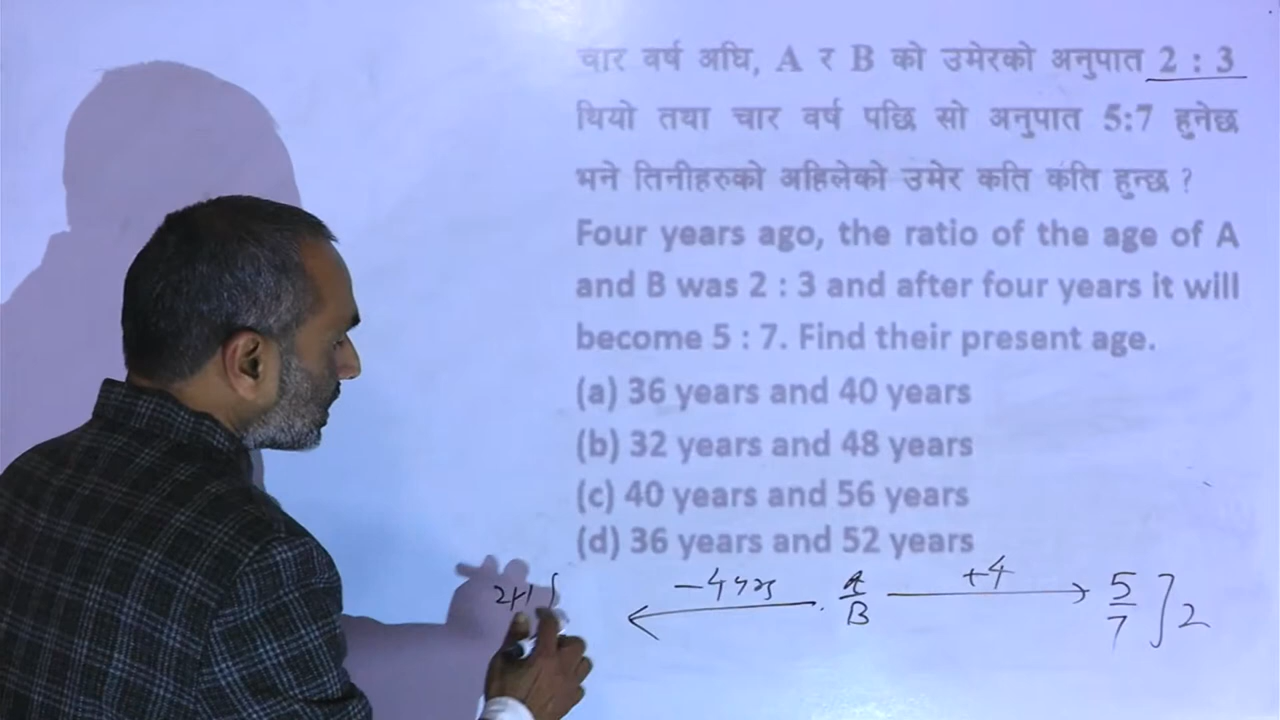 चार वर्ष अघि, A र B को उमेरको अनुपात 2 : 3
थियो तथा चार वर्ष पछि सो अनुपात 5:7 हुनेछ
भने तिनीहरुको अहिलेको उमेर कति कति हुन्छ ?
Four years ago, the ratio of the age of A
and B was 2 : 3 and after four years it will
become 5 : 7. Find their present age.
(a) 36 years and 40 years
(b) 32 years and 48 years
(c) 40 years and 56 years
(d) 36 years and 52 years
-4 yrs A +4 5
B 7 2